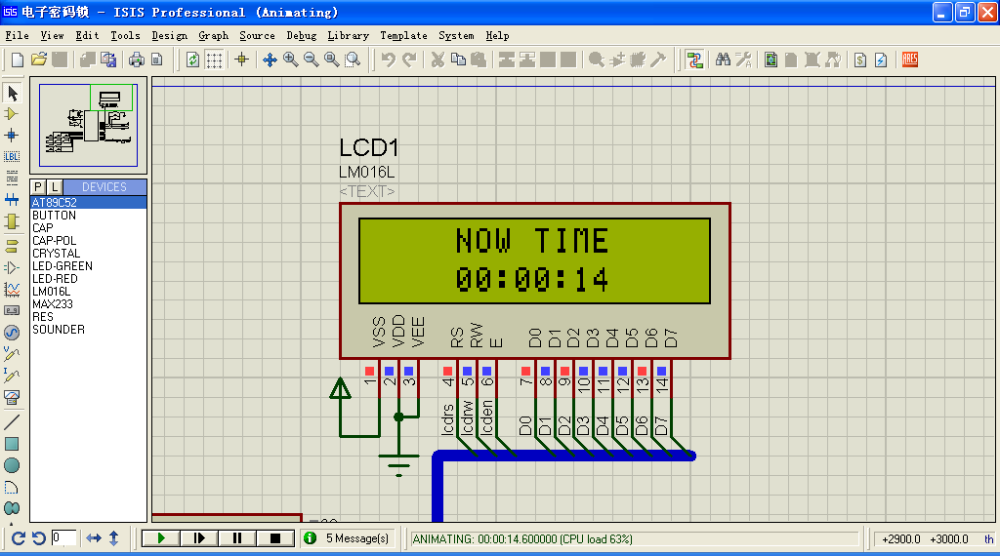 电子密码锁 - ISIS Professional (Animating)
File View Edit Tools Design Graph Source Debug Library Template System Help
ARES
LBL
P L DEVICES
AT89C52
BUTTON
CAP
CAP-POL
CRYSTAL
LED-GREEN
LED-RED
LM016L
MAX233
RES
SOUNDER
LCD1
LM016L
<TEXT>
NOW TIME
00:00:14
VSS VDD VEE RS RW E D0 D1 D2 D3 D4 D5 D6 D7
1 2 3 4 5 6 7 8 9 10 11 12 13 14
lcdrs lcdrw lcden D0 D1 D2 D3 D4 D5 D6 D7
0
5 Message(s)
ANIMATING: 00:00:14.600000 (CPU load 63%)
+2900.0 +3000.0 th